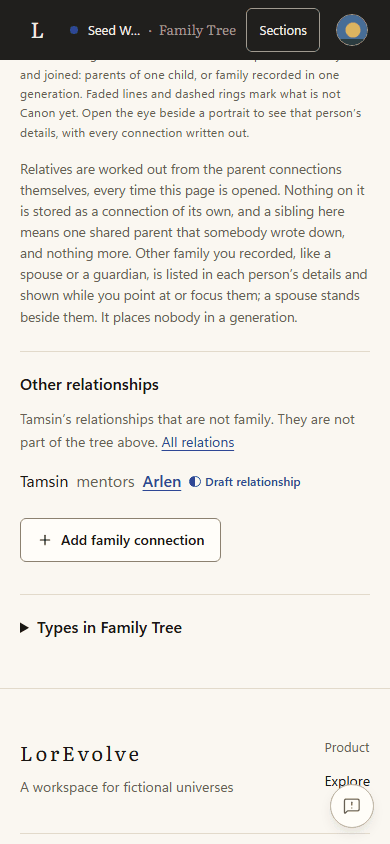 L
Seed W... · Family Tree
Sections
and joined: parents of one child, or family recorded in one
generation. Faded lines and dashed rings mark what is not
Canon yet. Open the eye beside a portrait to see that person's
details, with every connection written out.
Relatives are worked out from the parent connections
themselves, every time this page is opened. Nothing on it
is stored as a connection of its own, and a sibling here
means one shared parent that somebody wrote down,
and nothing more. Other family you recorded, like a
spouse or a guardian, is listed in each person's details and
shown while you point at or focus them; a spouse stands
beside them. It places nobody in a generation.
Other relationships
Tamsin's relationships that are not family. They are not
part of the tree above. All relations
Tamsin mentors Arlen Draft relationship
+ Add family connection
Types in Family Tree
LorEvolve
A workspace for fictional universes
Product
Explore